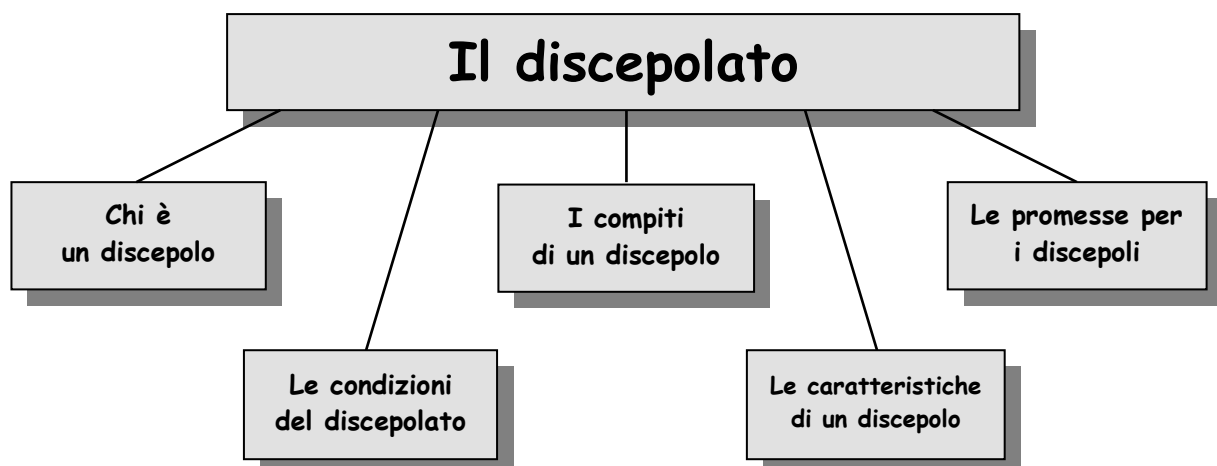 Il discepolato
Chi è
un discepolo
Le condizioni
del discepolato
I compiti
di un discepolo
Le caratteristiche
di un discepolo
Le promesse per
i discepoli